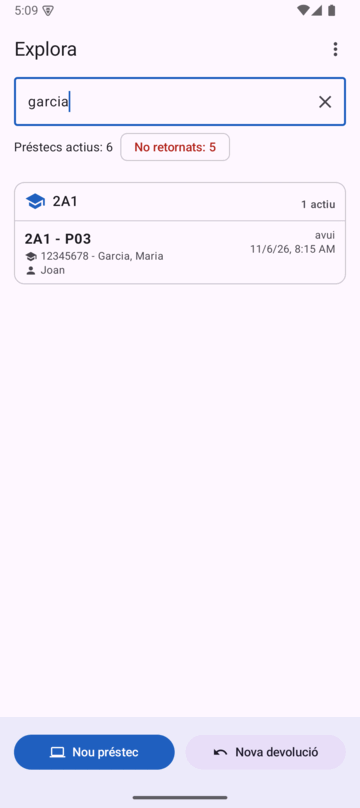 5:09
Explora
garcia
Préstecs actius: 6
No retornats: 5
2A1
1 actiu
2A1 - P03
avui
12345678 - Garcia, Maria
11/6/26, 8:15 AM
Joan
Nou préstec
Nova devolució